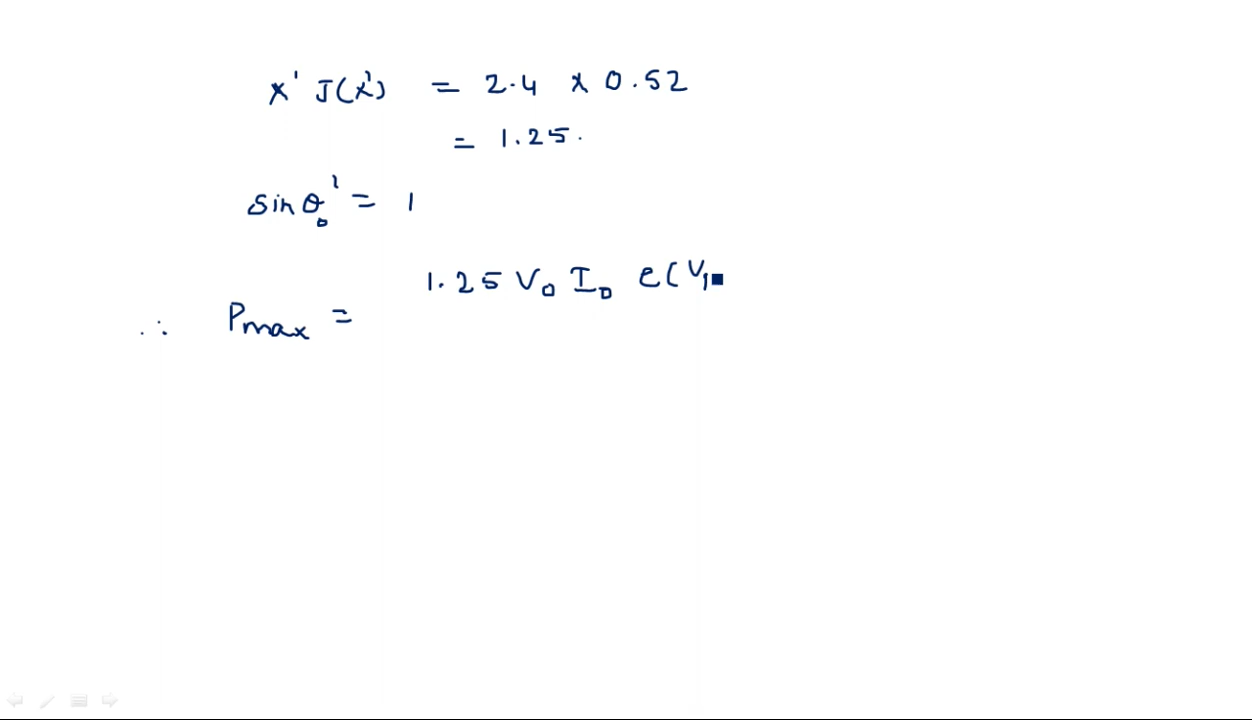 x' J(x') = 2.4 x 0.52
= 1.25.
sin θ₀' = 1
1.25 V₀ I₀ e(V₁
∴ Pmax =